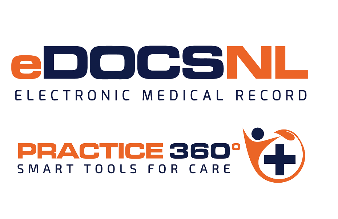 eDOCSNL
ELECTRONIC MEDICAL RECORD
PRACTICE 360°
SMART TOOLS FOR CARE